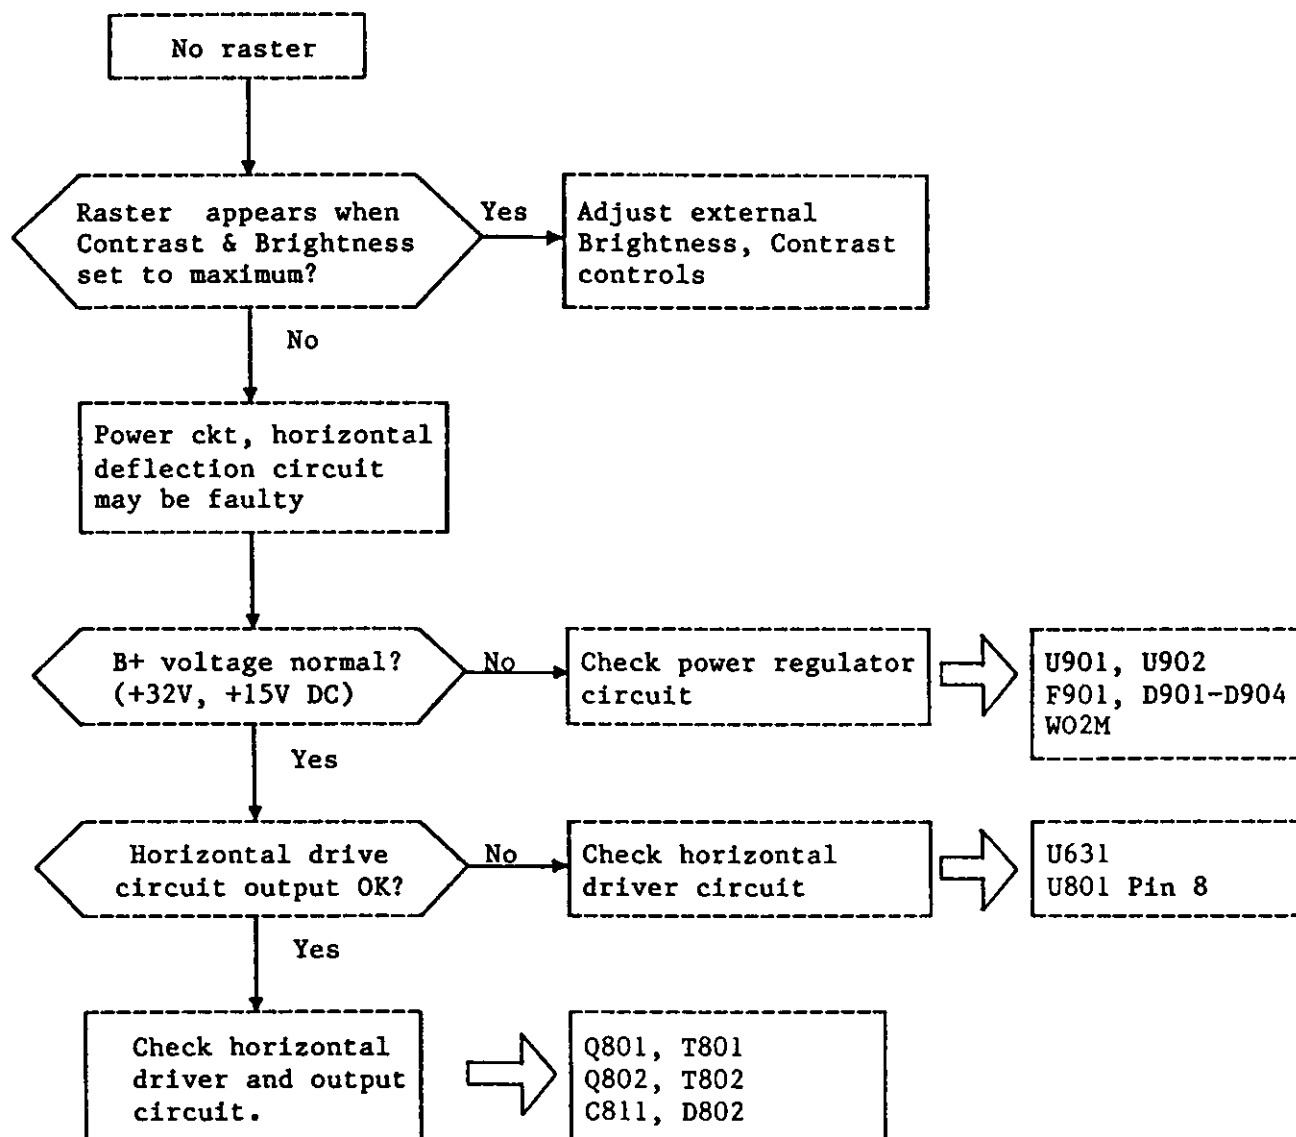 No raster
Raster appears when
Contrast & Brightness
set to maximum?
Yes
Adjust external
Brightness, Contrast
controls
No
Power ckt, horizontal
deflection circuit
may be faulty
B+ voltage normal?
(+32V, +15V DC)
No
Check power regulator
circuit
U901, U902
F901, D901-D904
W02M
Yes
Horizontal drive
circuit output OK?
No
Check horizontal
driver circuit
U631
U801 Pin 8
Yes
Check horizontal
driver and output
circuit.
Q801, T801
Q802, T802
C811, D802